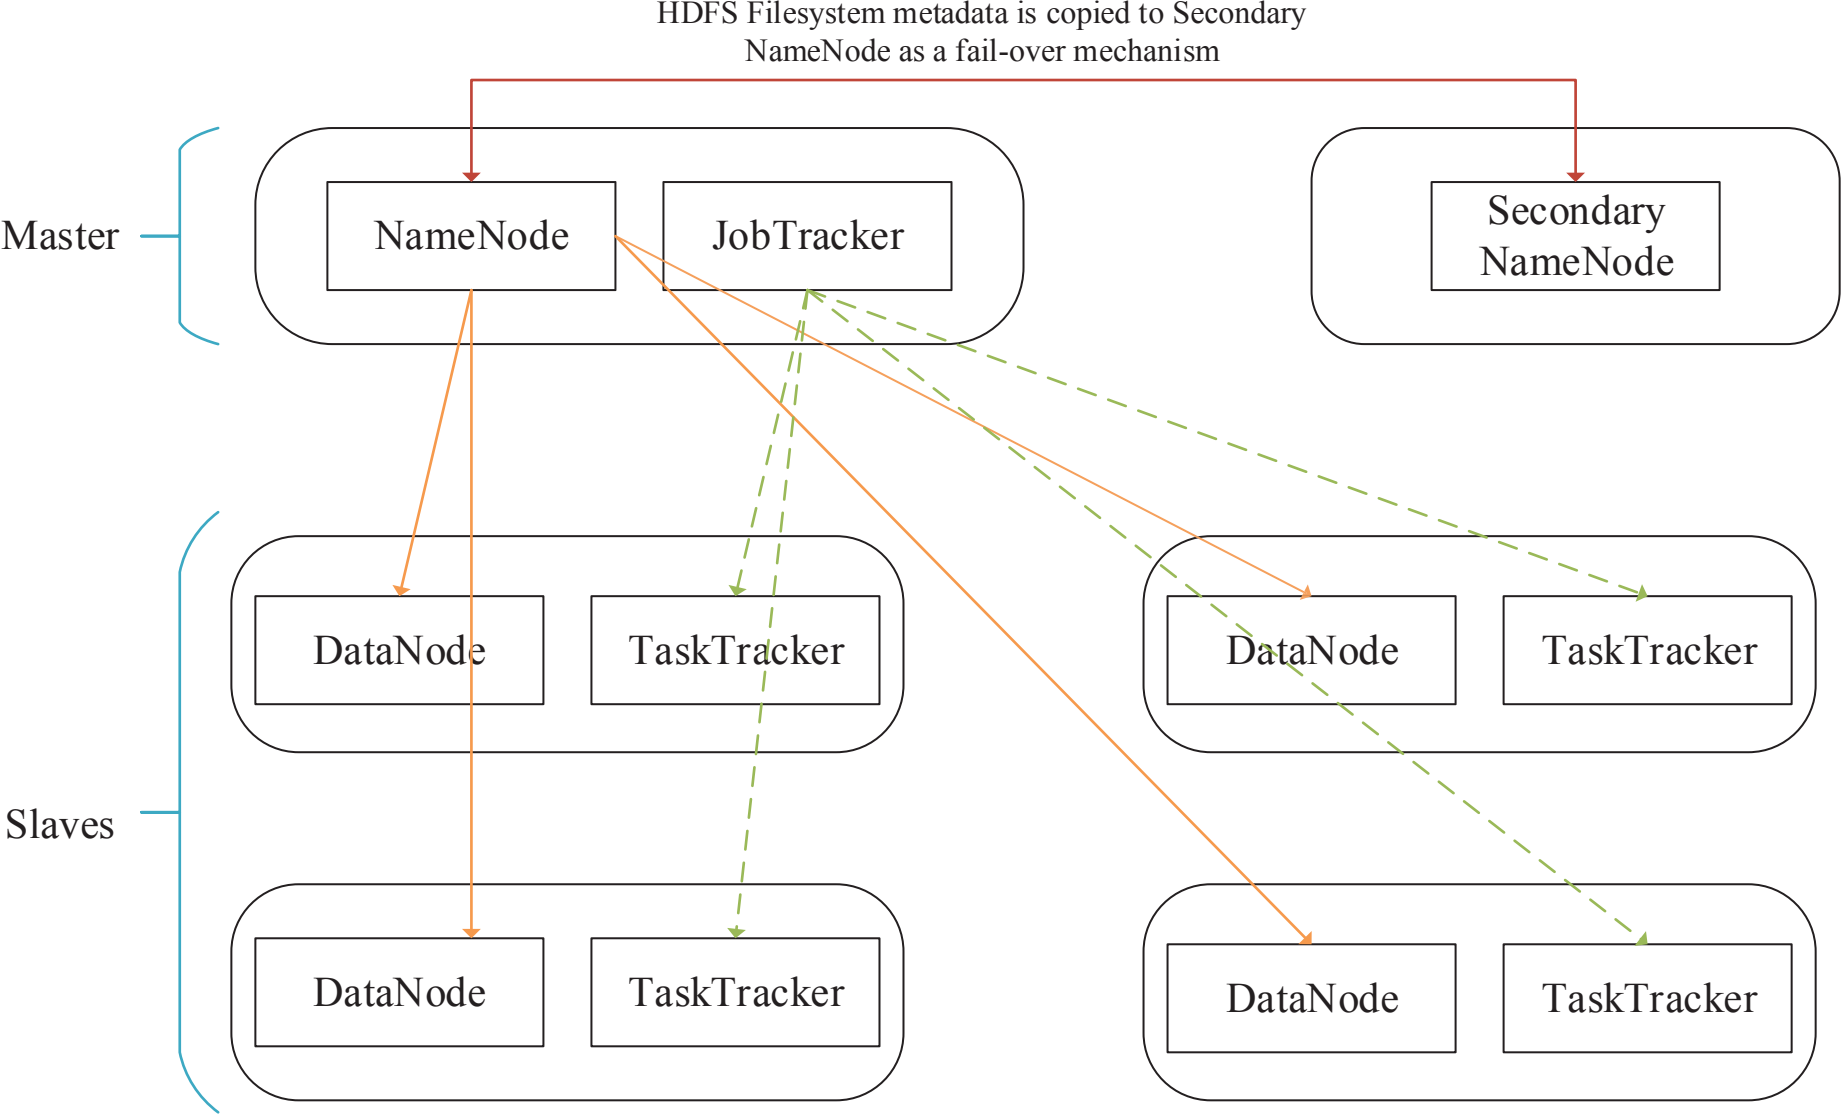 HDFS Filesystem metadata is copied to Secondary
NameNode as a fail-over mechanism
Master
NameNode
JobTracker
Secondary
NameNode
Slaves
DataNode
TaskTracker
DataNode
TaskTracker
DataNode
TaskTracker
DataNode
TaskTracker